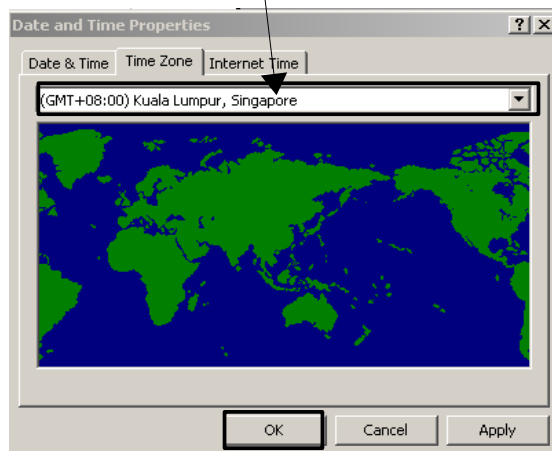 Date and Time Properties
Date & Time Time Zone Internet Time
(GMT+08:00) Kuala Lumpur, Singapore
OK Cancel Apply